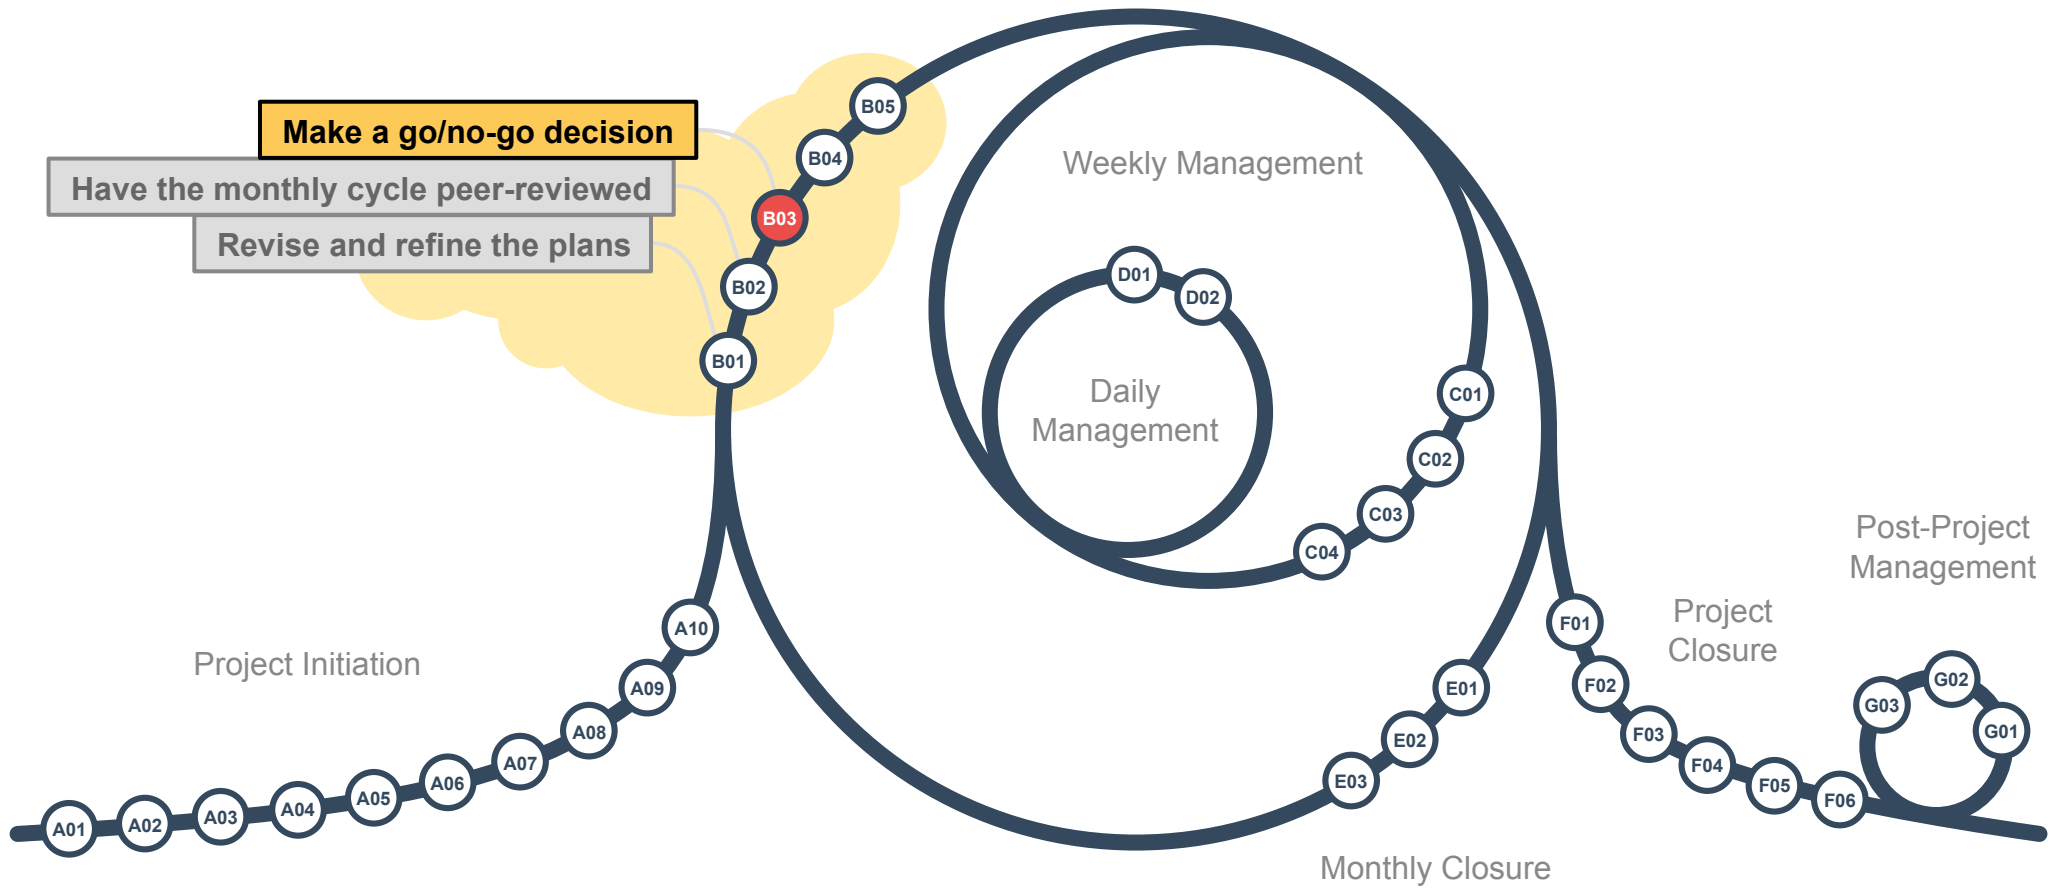 Make a go/no-go decision
Have the monthly cycle peer-reviewed
Revise and refine the plans
B05
B04
B03
B02
B01
Weekly Management
D01
D02
Daily
Management
C01
C02
C03
C04
Project Initiation
A10
A09
A08
A07
A06
A05
A04
A03
A02
A01
E01
E02
E03
Monthly Closure
F01
F02
F03
F04
F05
F06
Project
Closure
Post-Project
Management
G03
G02
G01